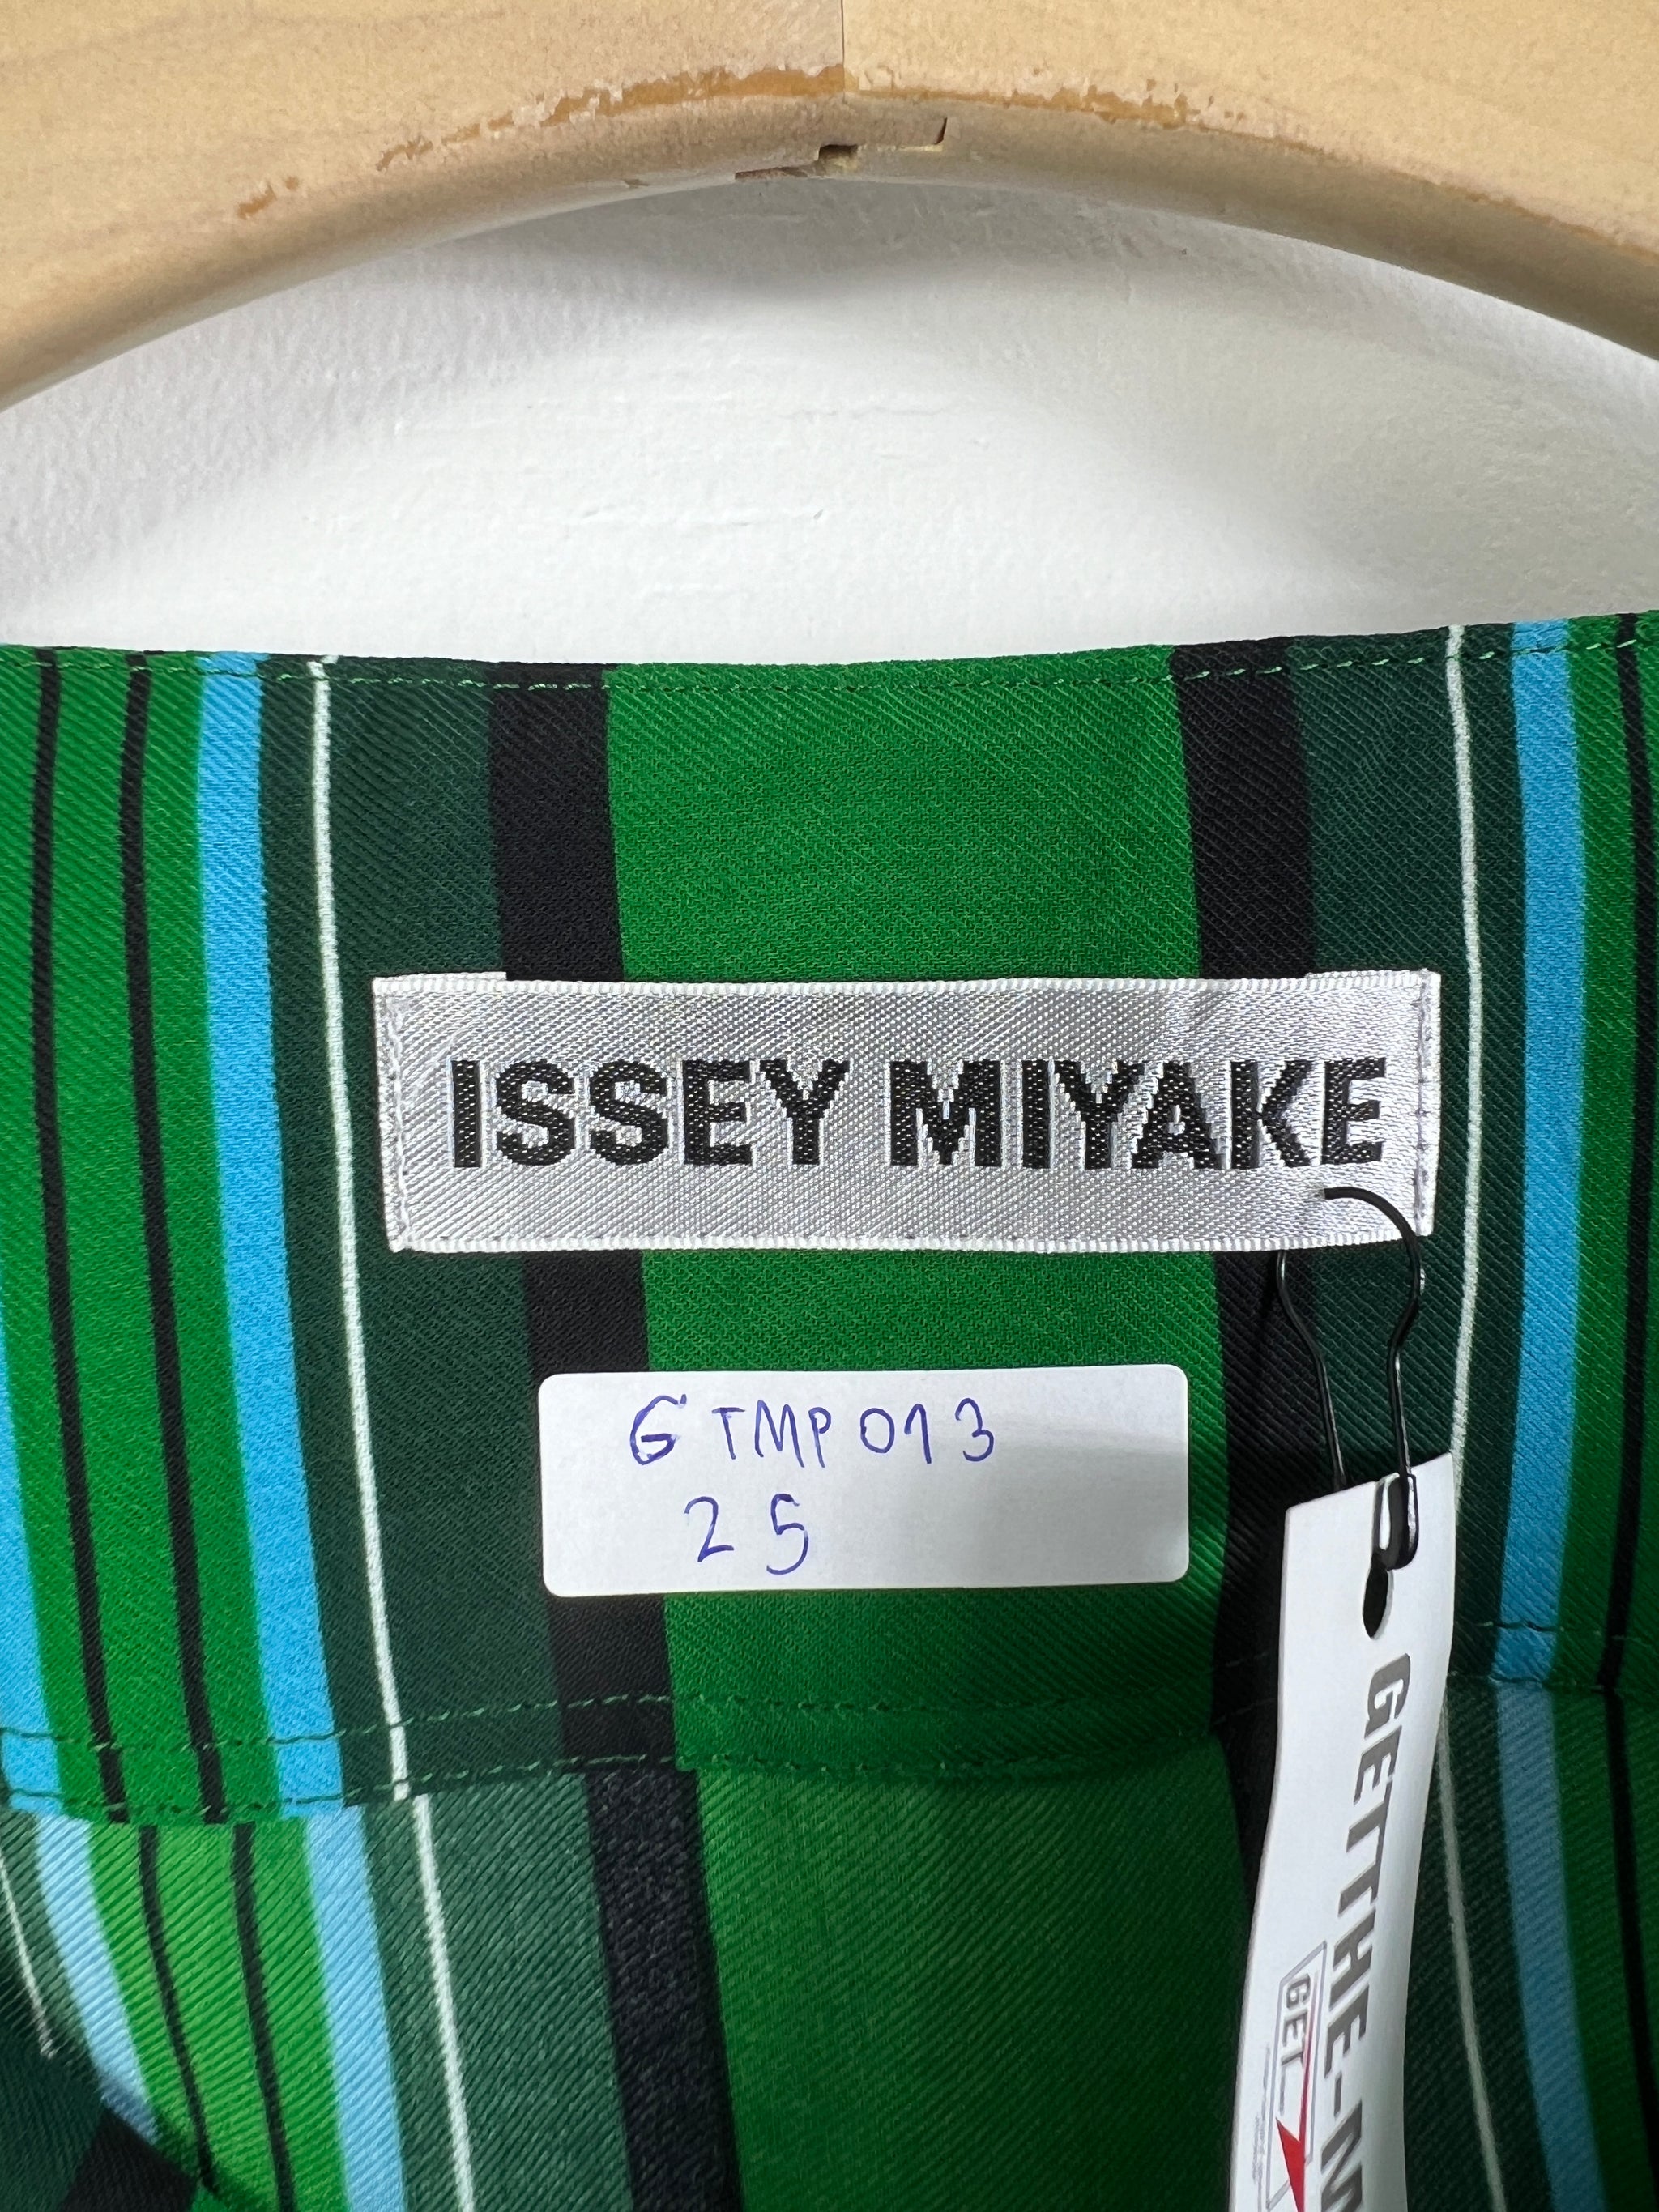 ISSEY MIYAKE
GTMP013
25
GETTHE-M
GET